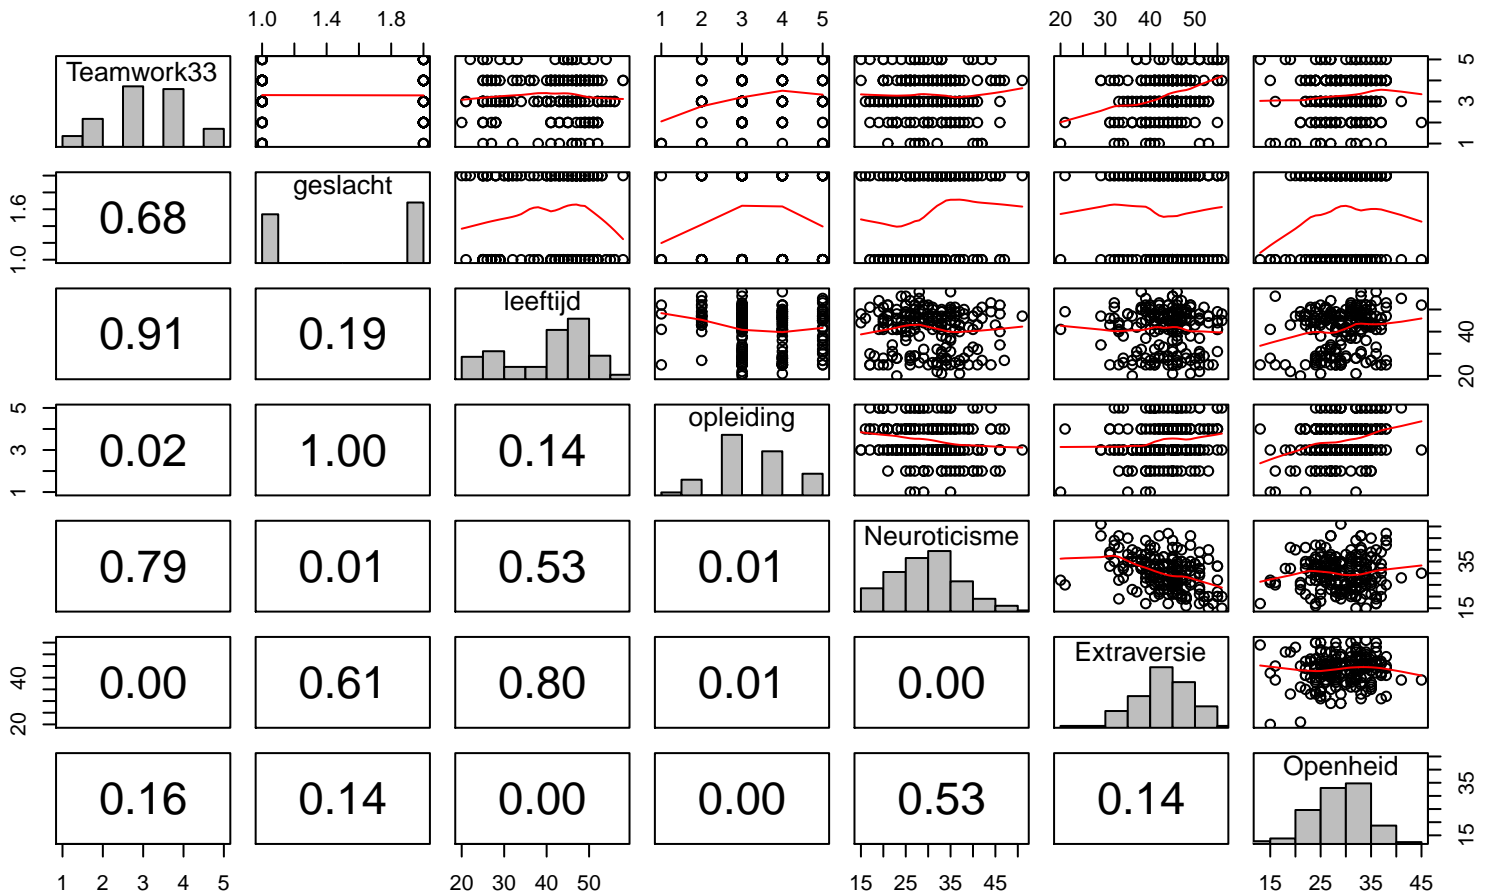 1.0 1.4 1.8 1 2 3 4 5 20 30 40 50
Teamwork33 1 3 5
1.0 1.6 0.68 geslacht
0.91 0.19 leeftijd 20 40
1 3 5 0.02 1.00 0.14 opleiding
0.79 0.01 0.53 0.01 Neuroticisme 15 35
20 40 0.00 0.61 0.80 0.01 0.00 Extraversie
0.16 0.14 0.00 0.00 0.53 0.14 Openheid 15 35
1 2 3 4 5 20 30 40 50 15 25 35 45 15 25 35 45